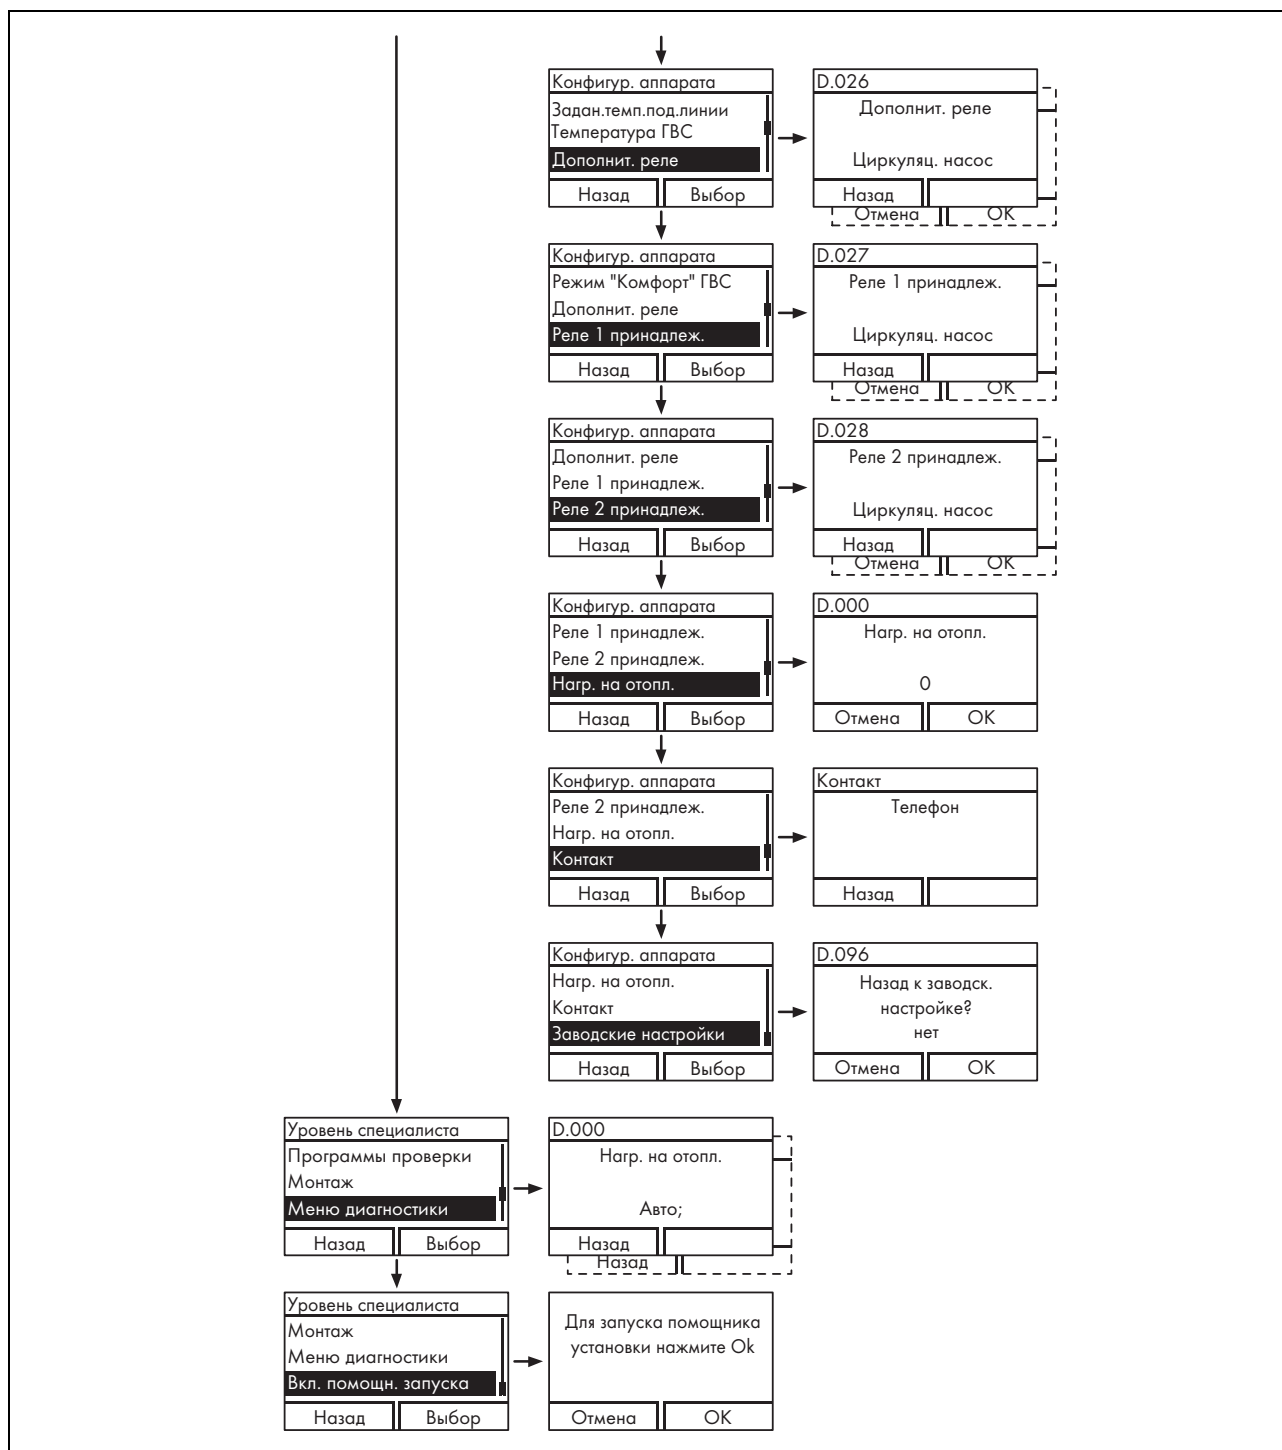 Конфигур. аппарата
Задан.темп.под.линии
Температура ГВС
Дополнит. реле
Назад Выбор
D.026
Дополнит. реле
Циркуляц. насос
Назад
Отмена OK
Конфигур. аппарата
Режим "Комфорт" ГВС
Дополнит. реле
Реле 1 принадлеж.
Назад Выбор
D.027
Реле 1 принадлеж.
Циркуляц. насос
Назад
Отмена OK
Конфигур. аппарата
Дополнит. реле
Реле 1 принадлеж.
Реле 2 принадлеж.
Назад Выбор
D.028
Реле 2 принадлеж.
Циркуляц. насос
Назад
Отмена OK
Конфигур. аппарата
Реле 1 принадлеж.
Реле 2 принадлеж.
Нагр. на отопл.
Назад Выбор
D.000
Нагр. на отопл.
0
Отмена OK
Конфигур. аппарата
Реле 2 принадлеж.
Нагр. на отопл.
Контакт
Назад Выбор
Контакт
Телефон
Назад
Конфигур. аппарата
Нагр. на отопл.
Контакт
Заводские настройки
Назад Выбор
D.096
Назад к заводск.
настройке?
нет
Отмена OK
Уровень специалиста
Программы проверки
Монтаж
Меню диагностики
Назад Выбор
D.000
Нагр. на отопл.
Авто;
Назад
Назад
Уровень специалиста
Монтаж
Меню диагностики
Вкл. помощн. запуска
Назад Выбор
Для запуска помощника
установки нажмите Ok
Отмена OK